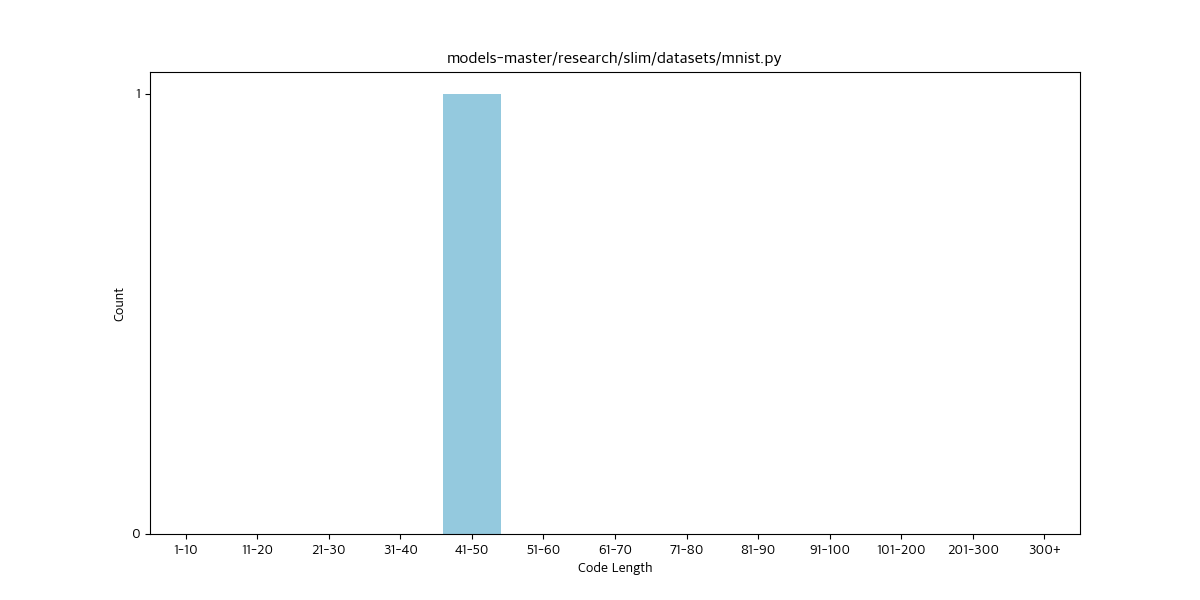 models-master/research/slim/datasets/mnist.py
1
Count
0
1-10 11-20 21-30 31-40 41-50 51-60 61-70 71-80 81-90 91-100 101-200 201-300 300+
Code Length